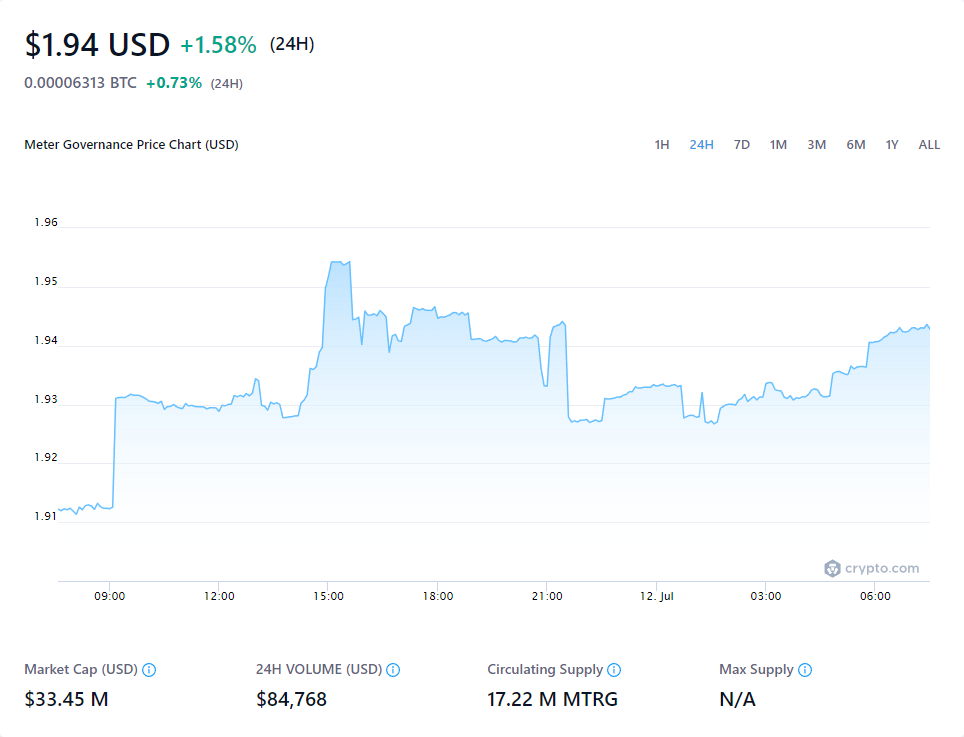 $1.94 USD +1.58% (24H)
0.00006313 BTC +0.73% (24H)
Meter Governance Price Chart (USD) 1H 24H 7D 1M 3M 6M 1Y ALL
1.96
1.95
1.94
1.93
1.92
1.91
crypto.com
09:00 12:00 15:00 18:00 21:00 12. Jul 03:00 06:00
Market Cap (USD) 24H VOLUME (USD) Circulating Supply Max Supply
$33.45 M $84,768 17.22 M MTRG N/A